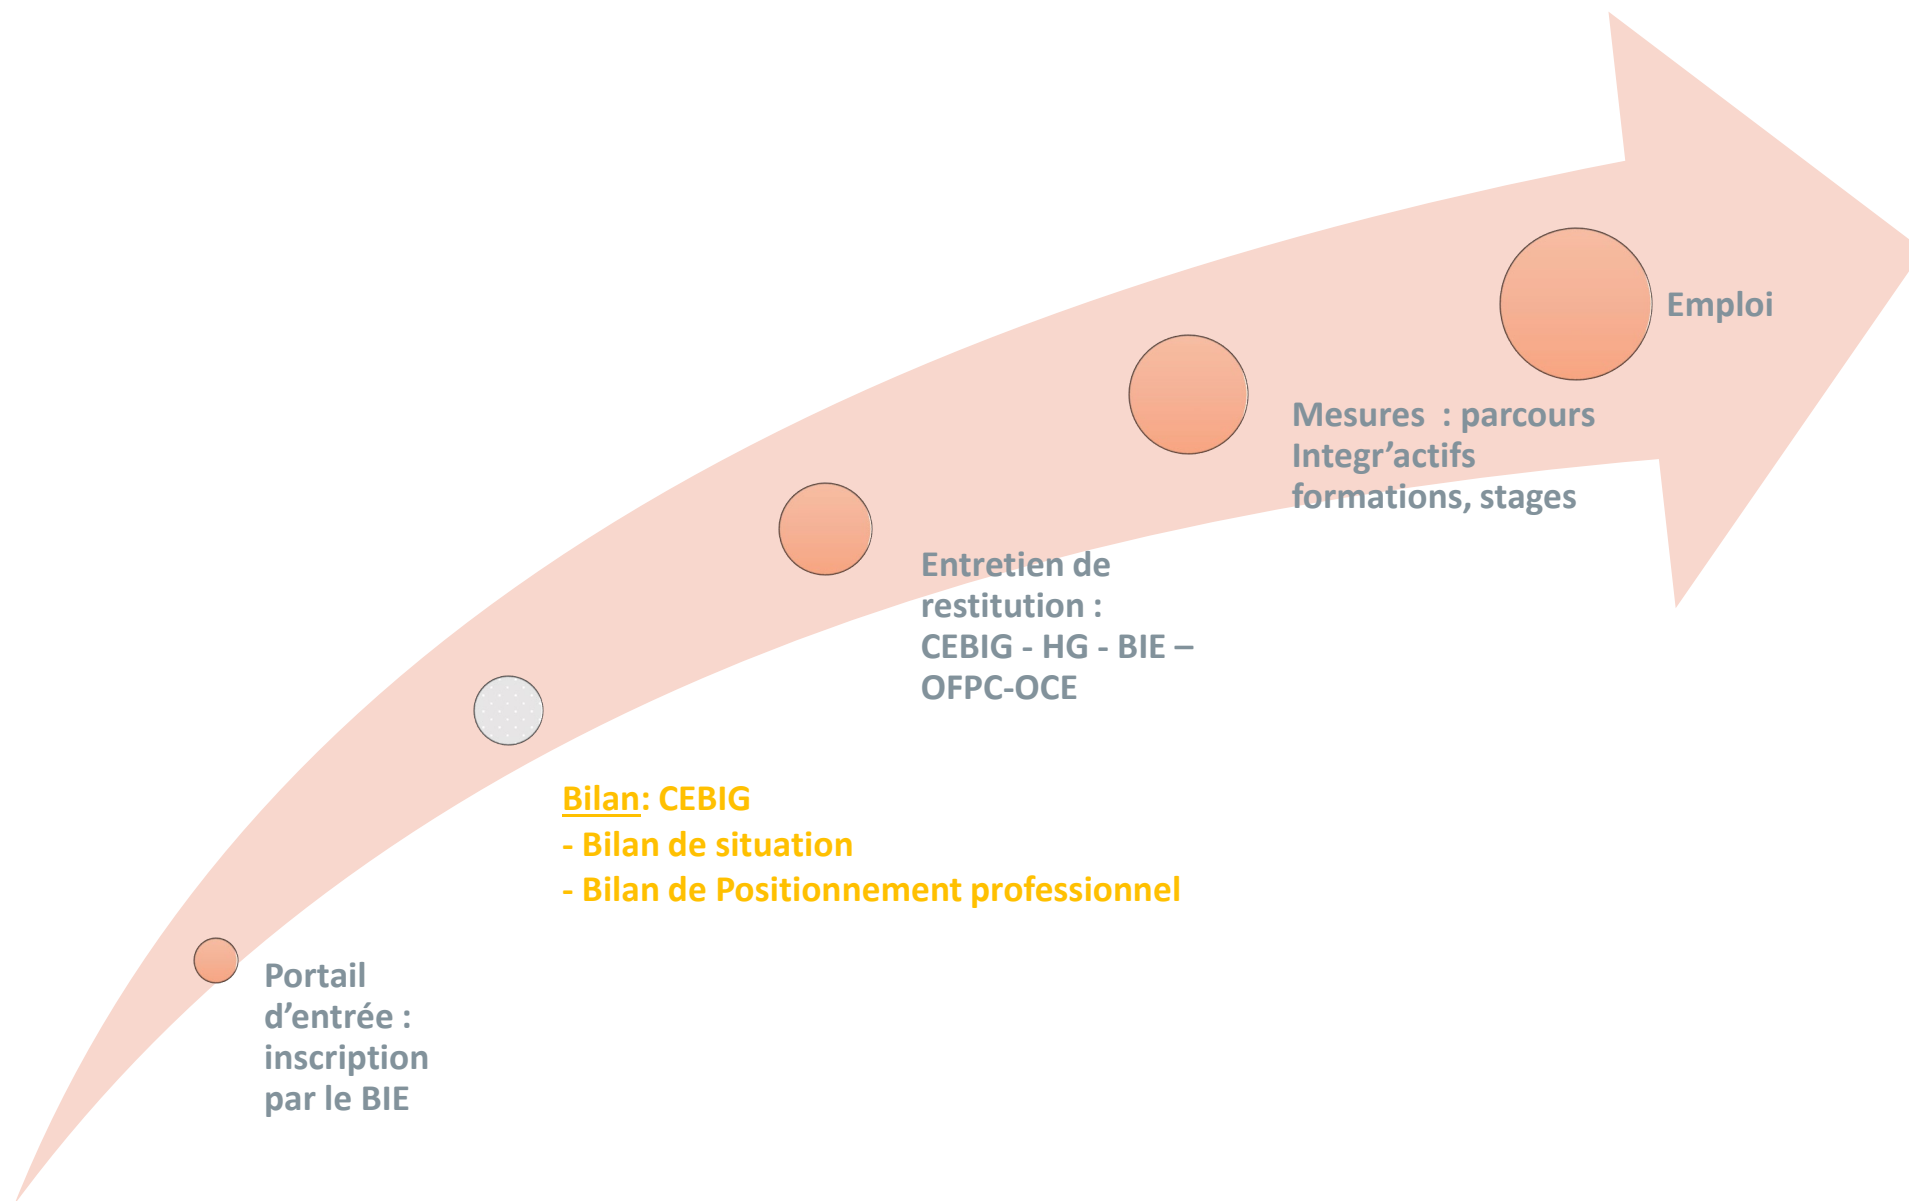 Portail
d’entrée :
inscription
par le BIE
Bilan: CEBIG
- Bilan de situation
- Bilan de Positionnement professionnel
Entretien de
restitution :
CEBIG - HG - BIE –
OFPC-OCE
Mesures  : parcours
Integr’actifs
formations, stages
Emploi